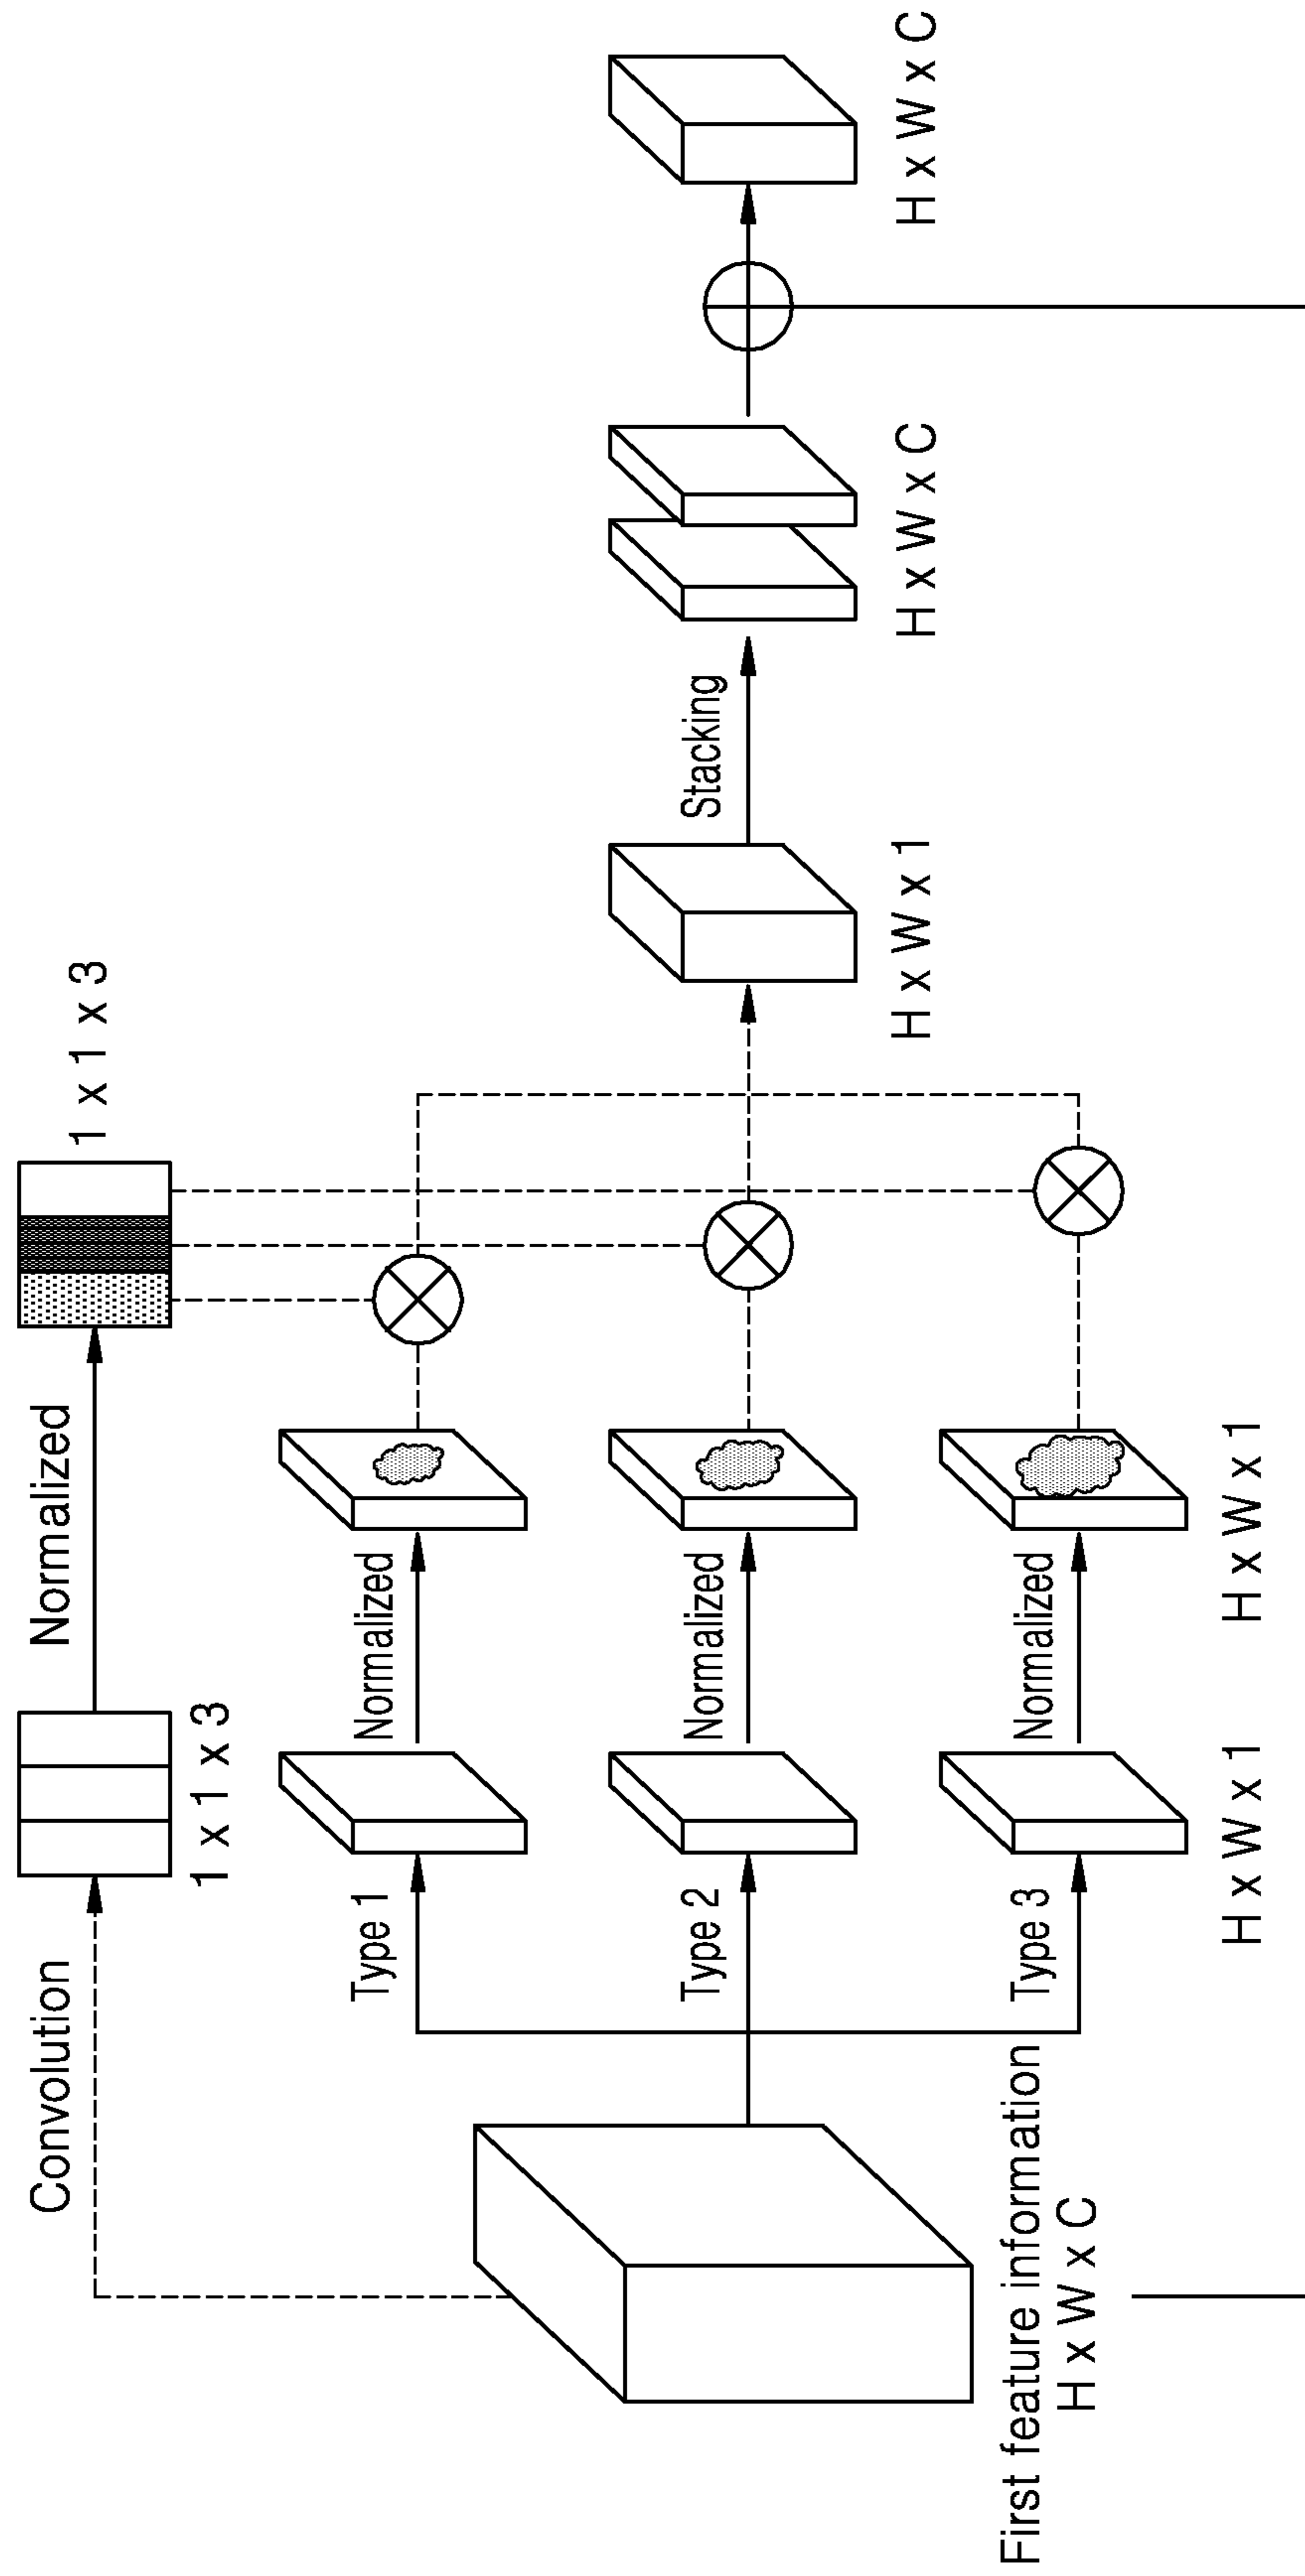 Convolution
1 x 1 x 3
Normalized
1 x 1 x 3
Type 1
Normalized
Type 2
Normalized
Type 3
Normalized
First feature information
H x W x C
H x W x 1
H x W x 1
H x W x 1
Stacking
H x W x C
H x W x C